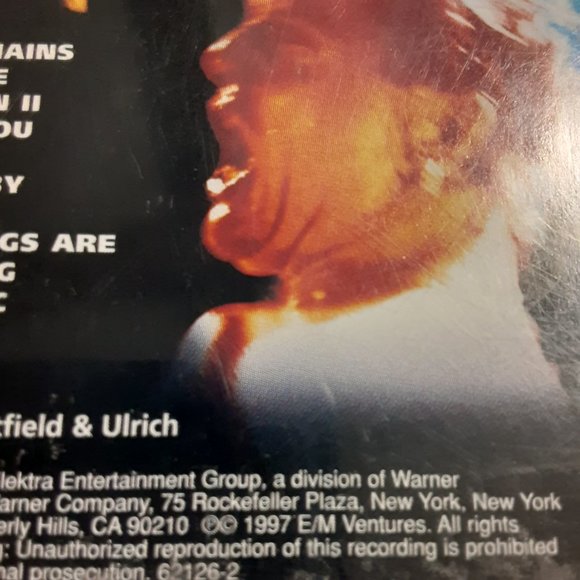 AINS
E
N II
OU
BY
GS ARE
G
C
tfield & Ulrich
lektra Entertainment Group, a division of Warner
arner Company, 75 Rockefeller Plaza, New York, New York
erly Hills, CA 90210 ℗© 1997 E/M Ventures. All rights
g: Unauthorized reproduction of this recording is prohibited
nal prosecution. 62126-2